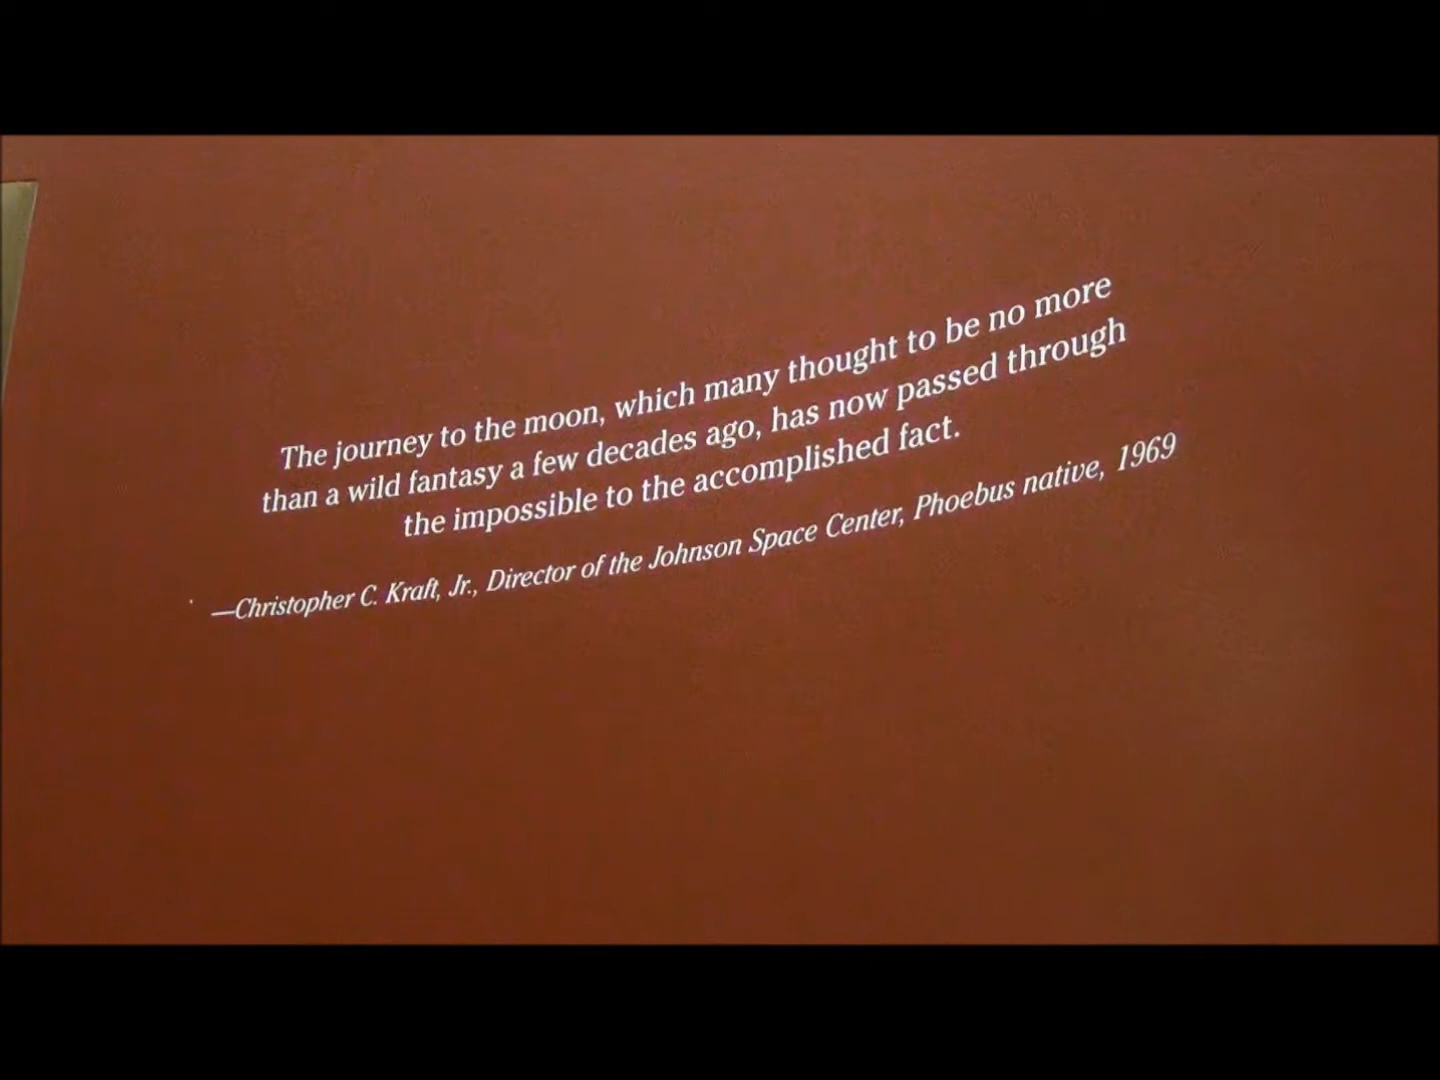 The journey to the moon, which many thought to be no more
than a wild fantasy a few decades ago, has now passed through
the impossible to the accomplished fact.
—Christopher C. Kraft, Jr., Director of the Johnson Space Center, Phoebus native, 1969